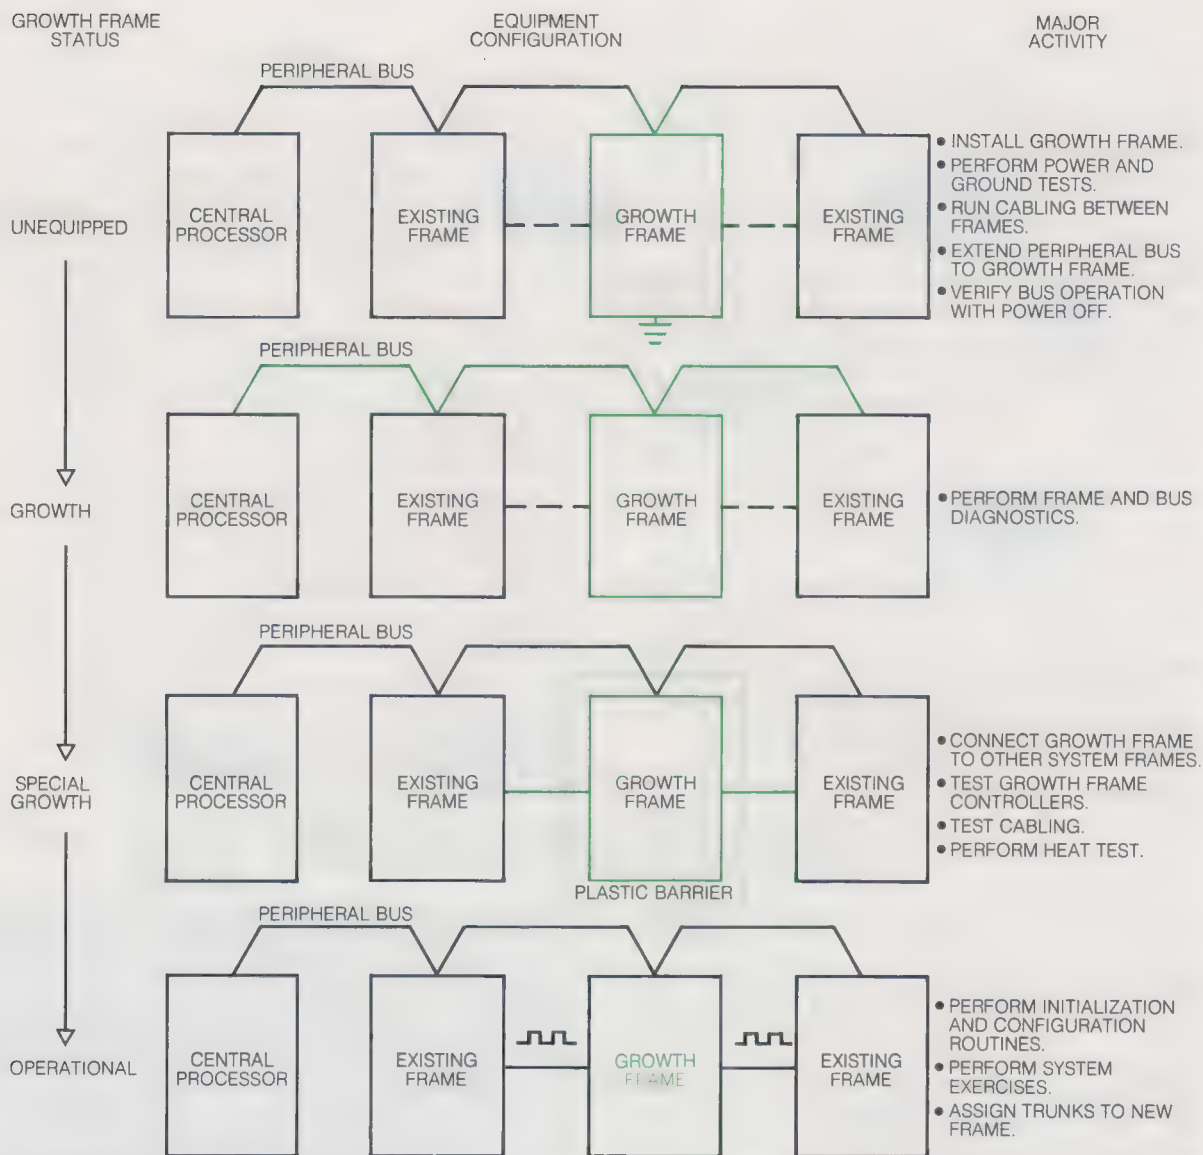 GROWTH FRAME
STATUS
EQUIPMENT
CONFIGURATION
MAJOR
ACTIVITY
UNEQUIPPED
PERIPHERAL BUS
CENTRAL
PROCESSOR
EXISTING
FRAME
GROWTH
FRAME
EXISTING
FRAME
• INSTALL GROWTH FRAME.
• PERFORM POWER AND
GROUND TESTS.
• RUN CABLING BETWEEN
FRAMES.
• EXTEND PERIPHERAL BUS
TO GROWTH FRAME.
• VERIFY BUS OPERATION
WITH POWER OFF.
GROWTH
PERIPHERAL BUS
CENTRAL
PROCESSOR
EXISTING
FRAME
GROWTH
FRAME
EXISTING
FRAME
• PERFORM FRAME AND BUS
DIAGNOSTICS.
SPECIAL
GROWTH
PERIPHERAL BUS
CENTRAL
PROCESSOR
EXISTING
FRAME
GROWTH
FRAME
EXISTING
FRAME
PLASTIC BARRIER
• CONNECT GROWTH FRAME
TO OTHER SYSTEM FRAMES.
• TEST GROWTH FRAME
CONTROLLERS.
• TEST CABLING.
• PERFORM HEAT TEST.
OPERATIONAL
PERIPHERAL BUS
CENTRAL
PROCESSOR
EXISTING
FRAME
GROWTH
FRAME
EXISTING
FRAME
• PERFORM INITIALIZATION
AND CONFIGURATION
ROUTINES.
• PERFORM SYSTEM
EXERCISES.
• ASSIGN TRUNKS TO NEW
FRAME.